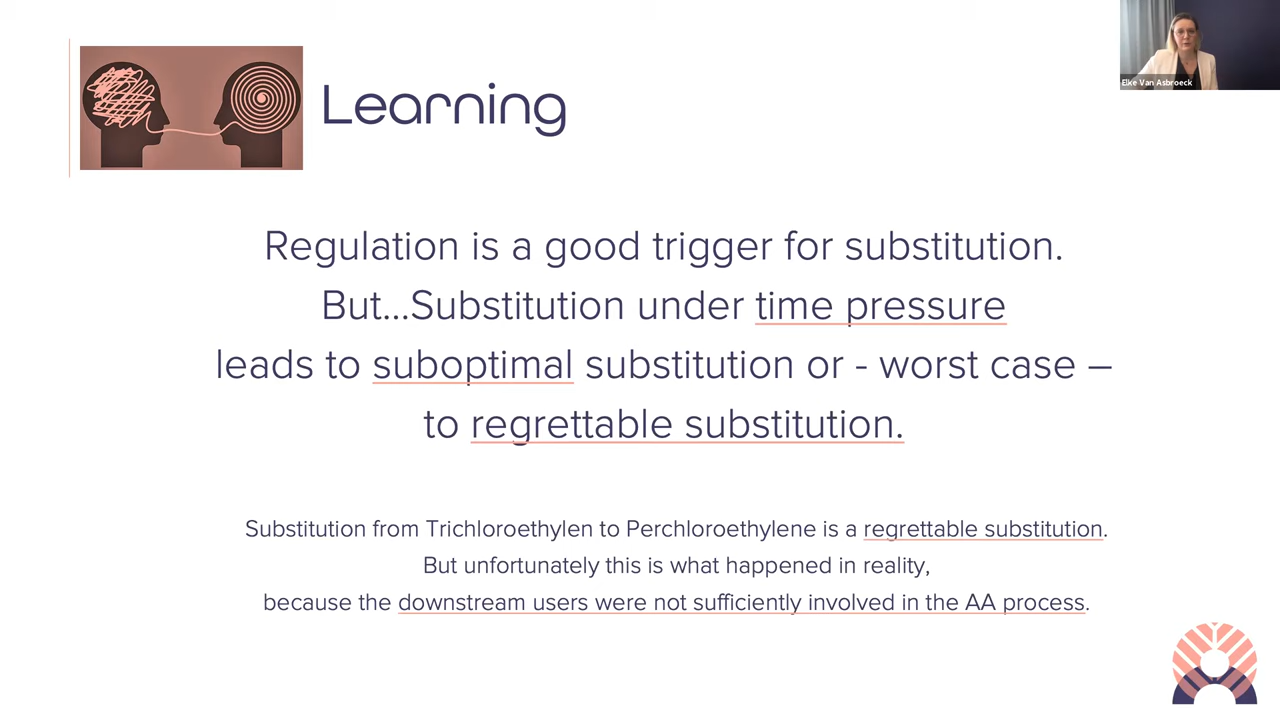 Elke Van Asbroeck
Learning
Regulation is a good trigger for substitution.
But...Substitution under time pressure
leads to suboptimal substitution or - worst case –
to regrettable substitution.
Substitution from Trichloroethylen to Perchloroethylene is a regrettable substitution.
But unfortunately this is what happened in reality,
because the downstream users were not sufficiently involved in the AA process.